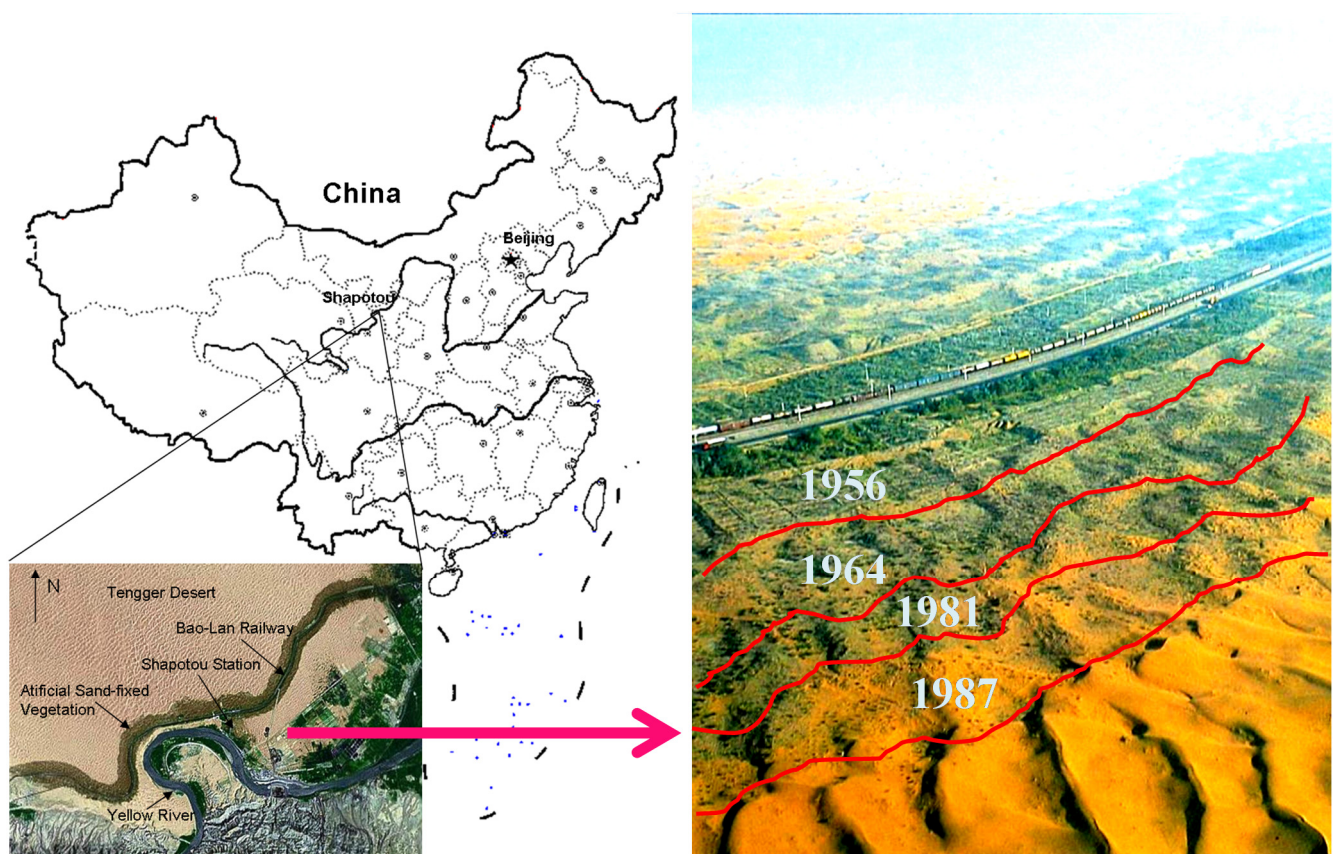 China
Beijing
Shapotou
N
Tengger Desert
Bao-Lan Railway
Shapotou Station
Atificial Sand-fixed
Vegetation
Yellow River
1956
1964
1981
1987